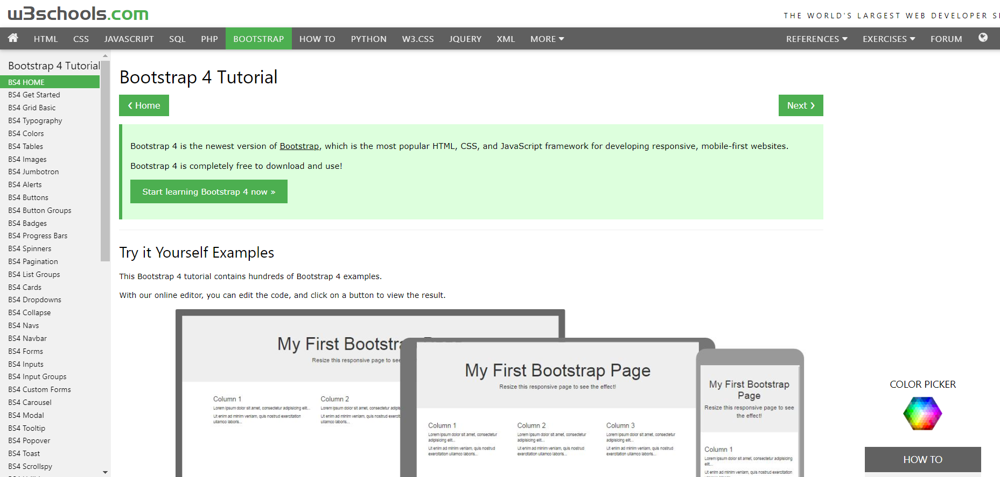 w3schools.com
THE WORLD'S LARGEST WEB DEVELOPER
HTML CSS JAVASCRIPT SQL PHP BOOTSTRAP HOW TO PYTHON W3.CSS JQUERY XML MORE REFERENCES EXERCISES FORUM
Bootstrap 4 Tutorial
BS4 HOME
BS4 Get Started
BS4 Grid Basic
BS4 Typography
BS4 Colors
BS4 Tables
BS4 Images
BS4 Jumbotron
BS4 Alerts
BS4 Buttons
BS4 Button Groups
BS4 Badges
BS4 Progress Bars
BS4 Spinners
BS4 Pagination
BS4 List Groups
BS4 Cards
BS4 Dropdowns
BS4 Collapse
BS4 Navs
BS4 Navbar
BS4 Forms
BS4 Inputs
BS4 Input Groups
BS4 Custom Forms
BS4 Carousel
BS4 Modal
BS4 Tooltip
BS4 Popover
BS4 Toast
BS4 Scrollspy
Bootstrap 4 Tutorial
❮ Home
Next ❯
Bootstrap 4 is the newest version of Bootstrap, which is the most popular HTML, CSS, and JavaScript framework for developing responsive, mobile-first websites.
Bootstrap 4 is completely free to download and use!
Start learning Bootstrap 4 now »
Try it Yourself Examples
This Bootstrap 4 tutorial contains hundreds of Bootstrap 4 examples.
With our online editor, you can edit the code, and click on a button to view the result.
My First Bootstra
Resize this responsive page to see
Column 1
Lorem ipsum dolor sit amet, consectetur adipisicing elit...
Ut enim ad minim veniam, quis nostrud exercitation
ullamco laboris...
Column 2
Lorem ipsum dolor sit amet, consectetu
Ut enim ad minim veniam, quis nostrud exercit
ullamco laboris...
My First Bootstrap Page
Resize this responsive page to see the effect!
Column 1
Lorem ipsum dolor sit amet, consectetur
adipisicing elit...
Ut enim ad minim veniam, quis nostrud
exercitation ullamco laboris...
Column 2
Lorem ipsum dolor sit amet, consectetur
adipisicing elit...
Ut enim ad minim veniam, quis nostrud
exercitation ullamco laboris...
Column 3
Lorem ipsum dolor sit amet, consectetur
adipisicing elit...
Ut enim ad minim veniam, quis nostrud
exercitation ullamco laboris...
My First Bootstrap
Page
Resize this responsive page to see
the effect!
Column 1
Lorem ipsum dolor sit amet, consectetur adipisicing
elit...
Ut enim ad minim veniam, quis nostrud
COLOR PICKER
HOW TO